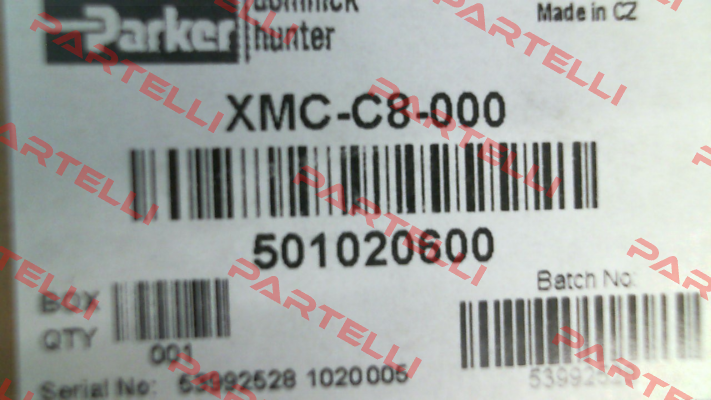 Parker
dominick
hunter
Made in CZ
XMC-C8-000
501020600
Batch No:
BOX
QTY
001
Serial No: 53992528 1020005
PARTELLI
PARTELLI
PARTELLI
PARTELLI
PARTELLI
PARTELLI
PARTELLI
PARTELLI